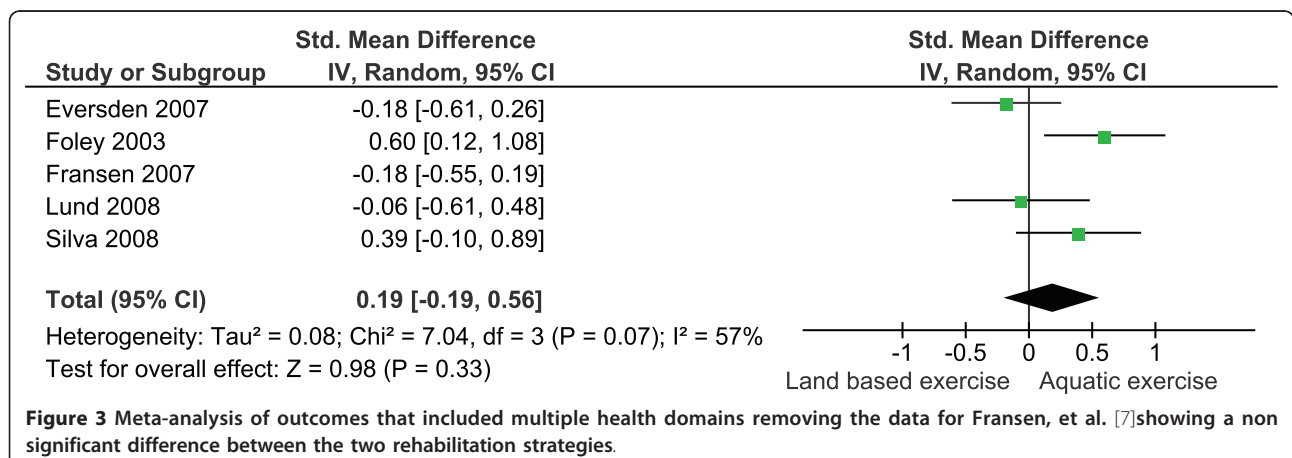 Std. Mean Difference Std. Mean Difference
Study or Subgroup IV, Random, 95% CI IV, Random, 95% CI
Eversden 2007 -0.18 [-0.61, 0.26]
Foley 2003 0.60 [0.12, 1.08]
Fransen 2007 -0.18 [-0.55, 0.19]
Lund 2008 -0.06 [-0.61, 0.48]
Silva 2008 0.39 [-0.10, 0.89]
Total (95% CI) 0.19 [-0.19, 0.56]
Heterogeneity: Tau² = 0.08; Chi² = 7.04, df = 3 (P = 0.07); I² = 57%
Test for overall effect: Z = 0.98 (P = 0.33)
-1 -0.5 0 0.5 1
Land based exercise Aquatic exercise
Figure 3 Meta-analysis of outcomes that included multiple health domains removing the data for Fransen, et al. [7]showing a non
significant difference between the two rehabilitation strategies.